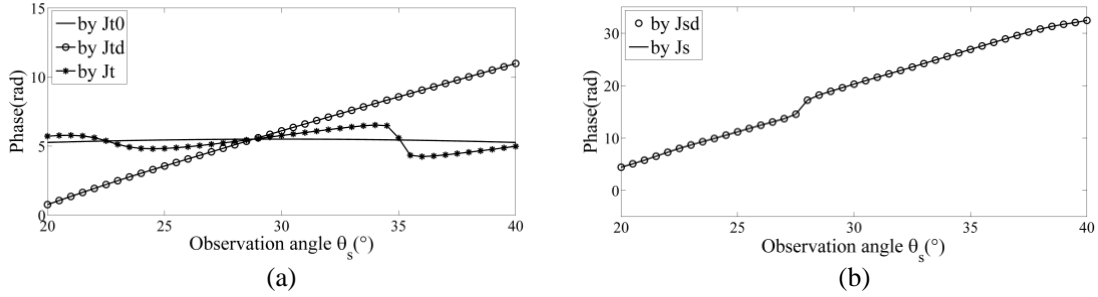 15
by Jt0
by Jtd
by Jt
10
5
0
Phase(rad)
20 25 30 35 40
Observation angle θs(°)
(a)
by Jsd
by Js
30
20
10
0
Phase(rad)
20 25 30 35 40
Observation angle θs(°)
(b)